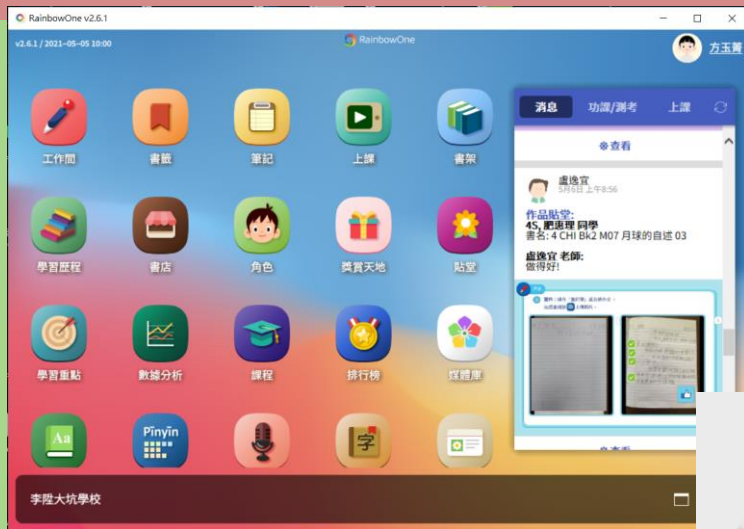 RainbowOne v2.6.1
v2.6.1 / 2021-05-05 10:00
RainbowOne
方玉菁
工作間
書籤
筆記
上課
書架
學習歷程
書店
角色
獎賞天地
貼堂
學習重點
數據分析
課程
排行榜
媒體庫
Aa
Pīnyīn
字
李陞大坑學校
消息
功課/測考
上課
查看
盧逸宜
5月6日 上午8:56
作品貼堂:
4S, 肥惠理 同學
書名: 4 CHI Bk2 M07 月球的自述 03
盧逸宜 老師:
做得好!